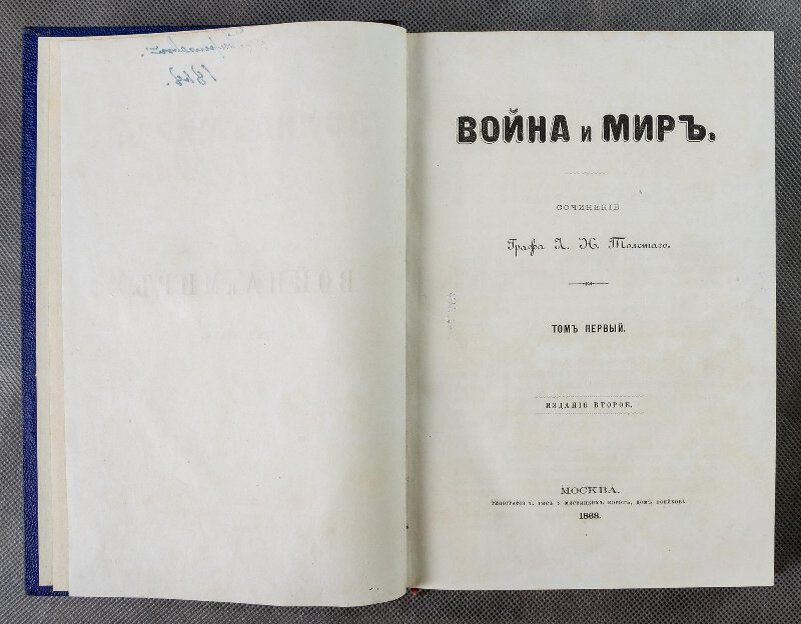 ВОЙНА и МИРЪ.
СОЧИНЕНІЕ
Графа Л. Н. Толстаго.
ТОМЪ ПЕРВЫЙ.
ИЗДАНІЕ ВТОРОЕ.
МОСКВА.
1868.